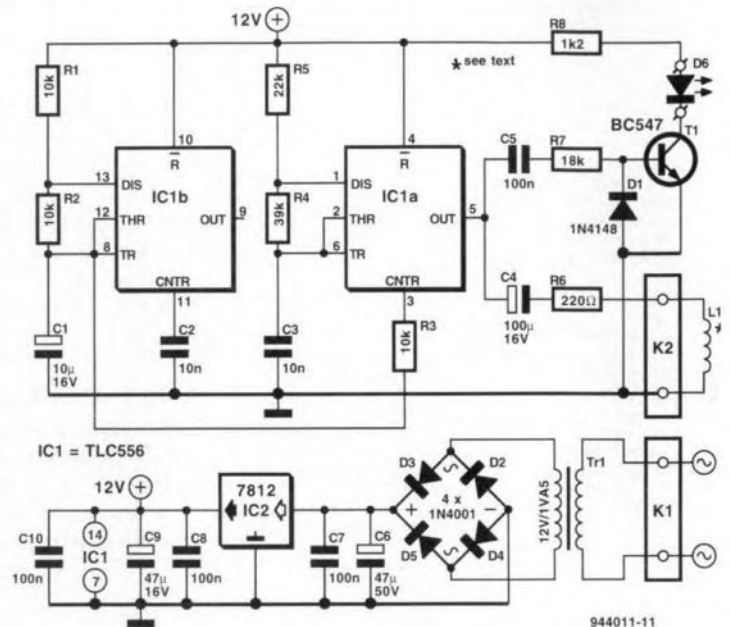 12V
R8
1k2
* see text
D6
R1
10k
R5
22k
BC547
T1
10
R
4
R
C5
100n
R7
18k
D1
1N4148
R2
10k
13
DIS
12
THR
8
TR
IC1b
OUT
9
CNTR
11
R4
39k
1
DIS
2
THR
6
TR
IC1a
OUT
5
CNTR
3
C4
100μ
16V
R6
220Ω
L1
*
K2
C1
10μ
16V
C2
10n
C3
10n
R3
10k
IC1 = TLC556
12V
7812
IC2
D3
D2
4 x
1N4001
+
−
D5
D4
12V/1VA5
Tr1
K1
C10
100n
14
IC1
7
C9
47μ
16V
C8
100n
C7
100n
C6
47μ
50V
944011-11